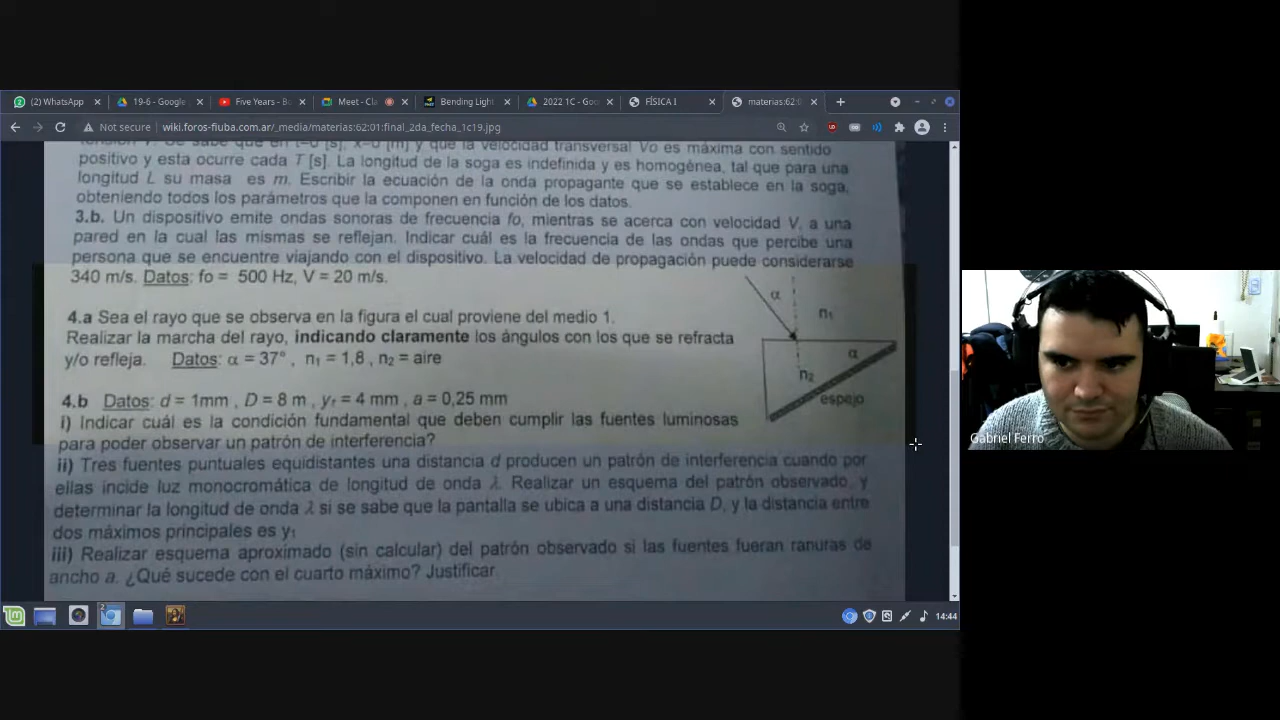 (2) WhatsApp
19-6 - Google
Five Years - B
Meet - Cl
Bending Light
2022 1C - Goo
FÍSICA I
materias:62:0
Not secure
wiki.foros-fiuba.com.ar/_media/materias:62:01:final_2da_fecha_1c19.jpg
positivo y esta ocurre cada T [s]. La longitud de la soga es indefinida y es homogénea, tal que para una
longitud L su masa es m. Escribir la ecuación de la onda propagante que se establece en la soga,
obteniendo todos los parámetros que la componen en función de los datos.
3.b. Un dispositivo emite ondas sonoras de frecuencia fo, mientras se acerca con velocidad V, a una
pared en la cual las mismas se reflejan. Indicar cuál es la frecuencia de las ondas que percibe una
persona que se encuentre viajando con el dispositivo. La velocidad de propagación puede considerarse
340 m/s. Datos: fo = 500 Hz, V = 20 m/s.
α
n₁
4.a Sea el rayo que se observa en la figura el cual proviene del medio 1.
Realizar la marcha del rayo, indicando claramente los ángulos con los que se refracta
y/o refleja. Datos: α = 37° , n₁ = 1,8 , n₂ = aire
α
n₂
espejo
4.b Datos: d = 1mm , D = 8 m , y₁ = 4 mm , a = 0,25 mm
i) Indicar cuál es la condición fundamental que deben cumplir las fuentes luminosas
para poder observar un patrón de interferencia?
ii) Tres fuentes puntuales equidistantes una distancia d producen un patrón de interferencia cuando por
ellas incide luz monocromática de longitud de onda λ. Realizar un esquema del patrón observado, y
determinar la longitud de onda λ si se sabe que la pantalla se ubica a una distancia D, y la distancia entre
dos máximos principales es y₁
iii) Realizar esquema aproximado (sin calcular) del patrón observado si las fuentes fueran ranuras de
ancho a. ¿Qué sucede con el cuarto máximo? Justificar.
Gabriel Ferro
14:44